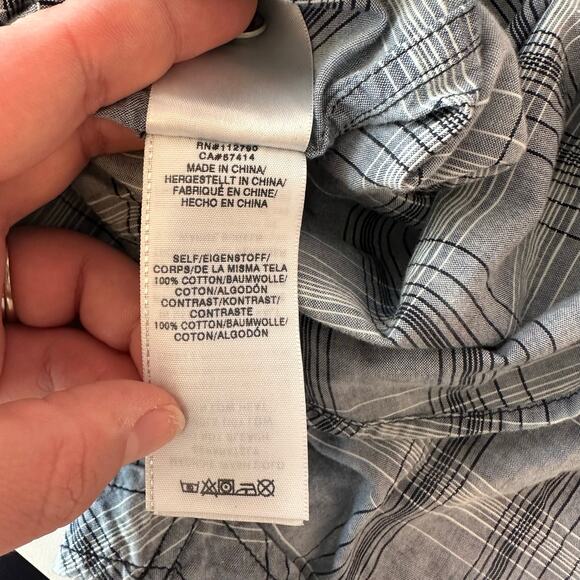 RN#112790
CA#57414
MADE IN CHINA/
HERGESTELLT IN CHINA/
FABRIQUÉ EN CHINE/
HECHO EN CHINA
SELF/EIGENSTOFF/
CORPS/DE LA MISMA TELA
100% COTTON/BAUMWOLLE/
COTON/ALGODÓN
CONTRAST/KONTRAST/
CONTRASTE
100% COTTON/BAUMWOLLE/
COTON/ALGODÓN